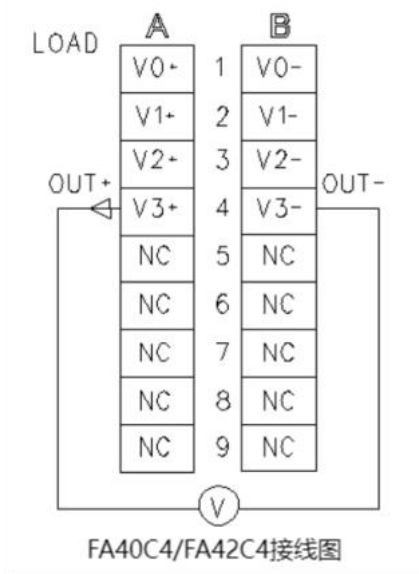 A B
LOAD
V0+ 1 V0-
V1+ 2 V1-
V2+ 3 V2-
OUT+ OUT-
V3+ 4 V3-
NC 5 NC
NC 6 NC
NC 7 NC
NC 8 NC
NC 9 NC
V
FA40C4/FA42C4接线图